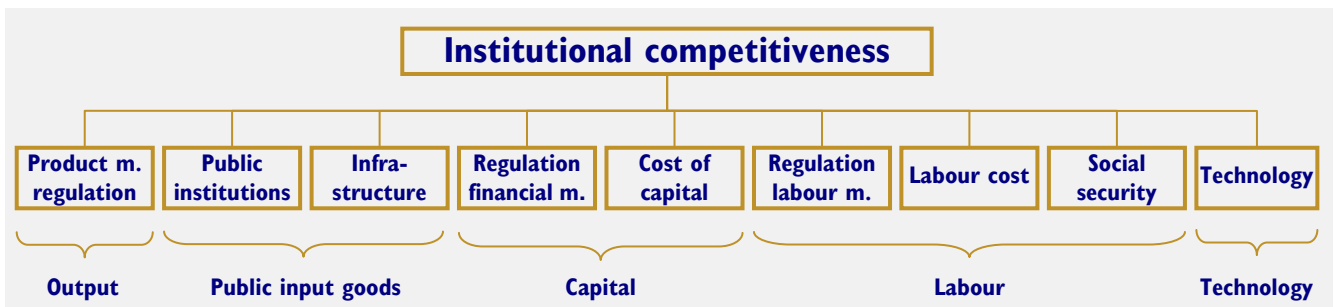 Institutional competitiveness
Product m.
regulation
Public
institutions
Infra-
structure
Regulation
financial m.
Cost of
capital
Regulation
labour m.
Labour cost
Social
security
Technology
Output
Public input goods
Capital
Labour
Technology